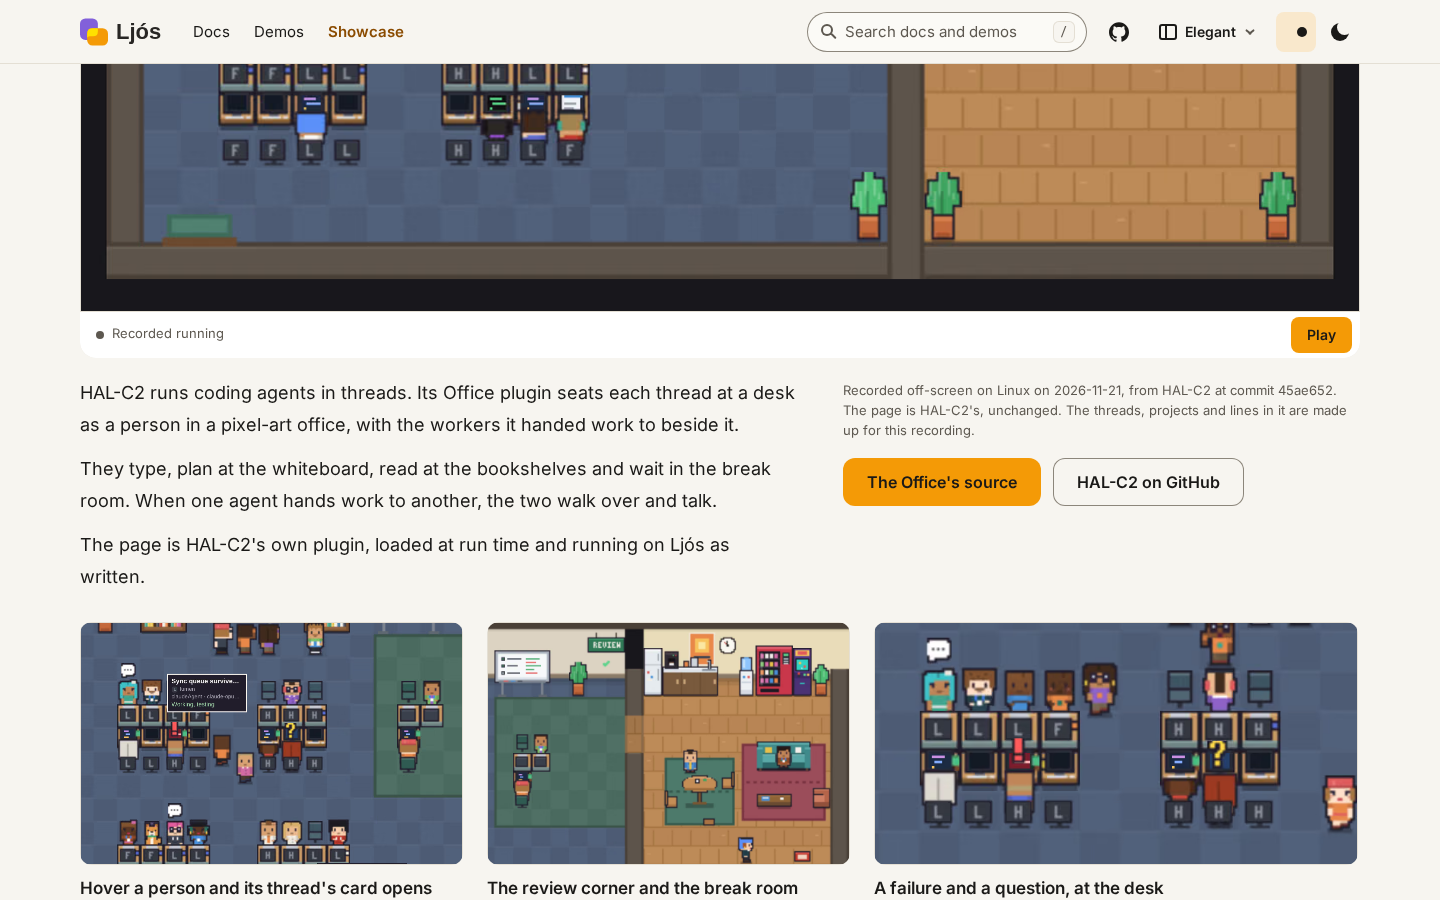 Ljós
Docs
Demos
Showcase
Search docs and demos
/
Elegant
F F L L H H L L
F F L L H H L F
Recorded running
Play
HAL-C2 runs coding agents in threads. Its Office plugin seats each thread at a desk
as a person in a pixel-art office, with the workers it handed work to beside it.
They type, plan at the whiteboard, read at the bookshelves and wait in the break
room. When one agent hands work to another, the two walk over and talk.
The page is HAL-C2's own plugin, loaded at run time and running on Ljós as
written.
Recorded off-screen on Linux on 2026-11-21, from HAL-C2 at commit 45ae652.
The page is HAL-C2's, unchanged. The threads, projects and lines in it are made
up for this recording.
The Office's source
HAL-C2 on GitHub
Sync queue survive...
Working, testing
L L L F H H H
?
L L H L H H H
H
F F L L H H L L
REVIEW
L L L F H H
?
L L H L H H H
Hover a person and its thread's card opens
The review corner and the break room
A failure and a question, at the desk